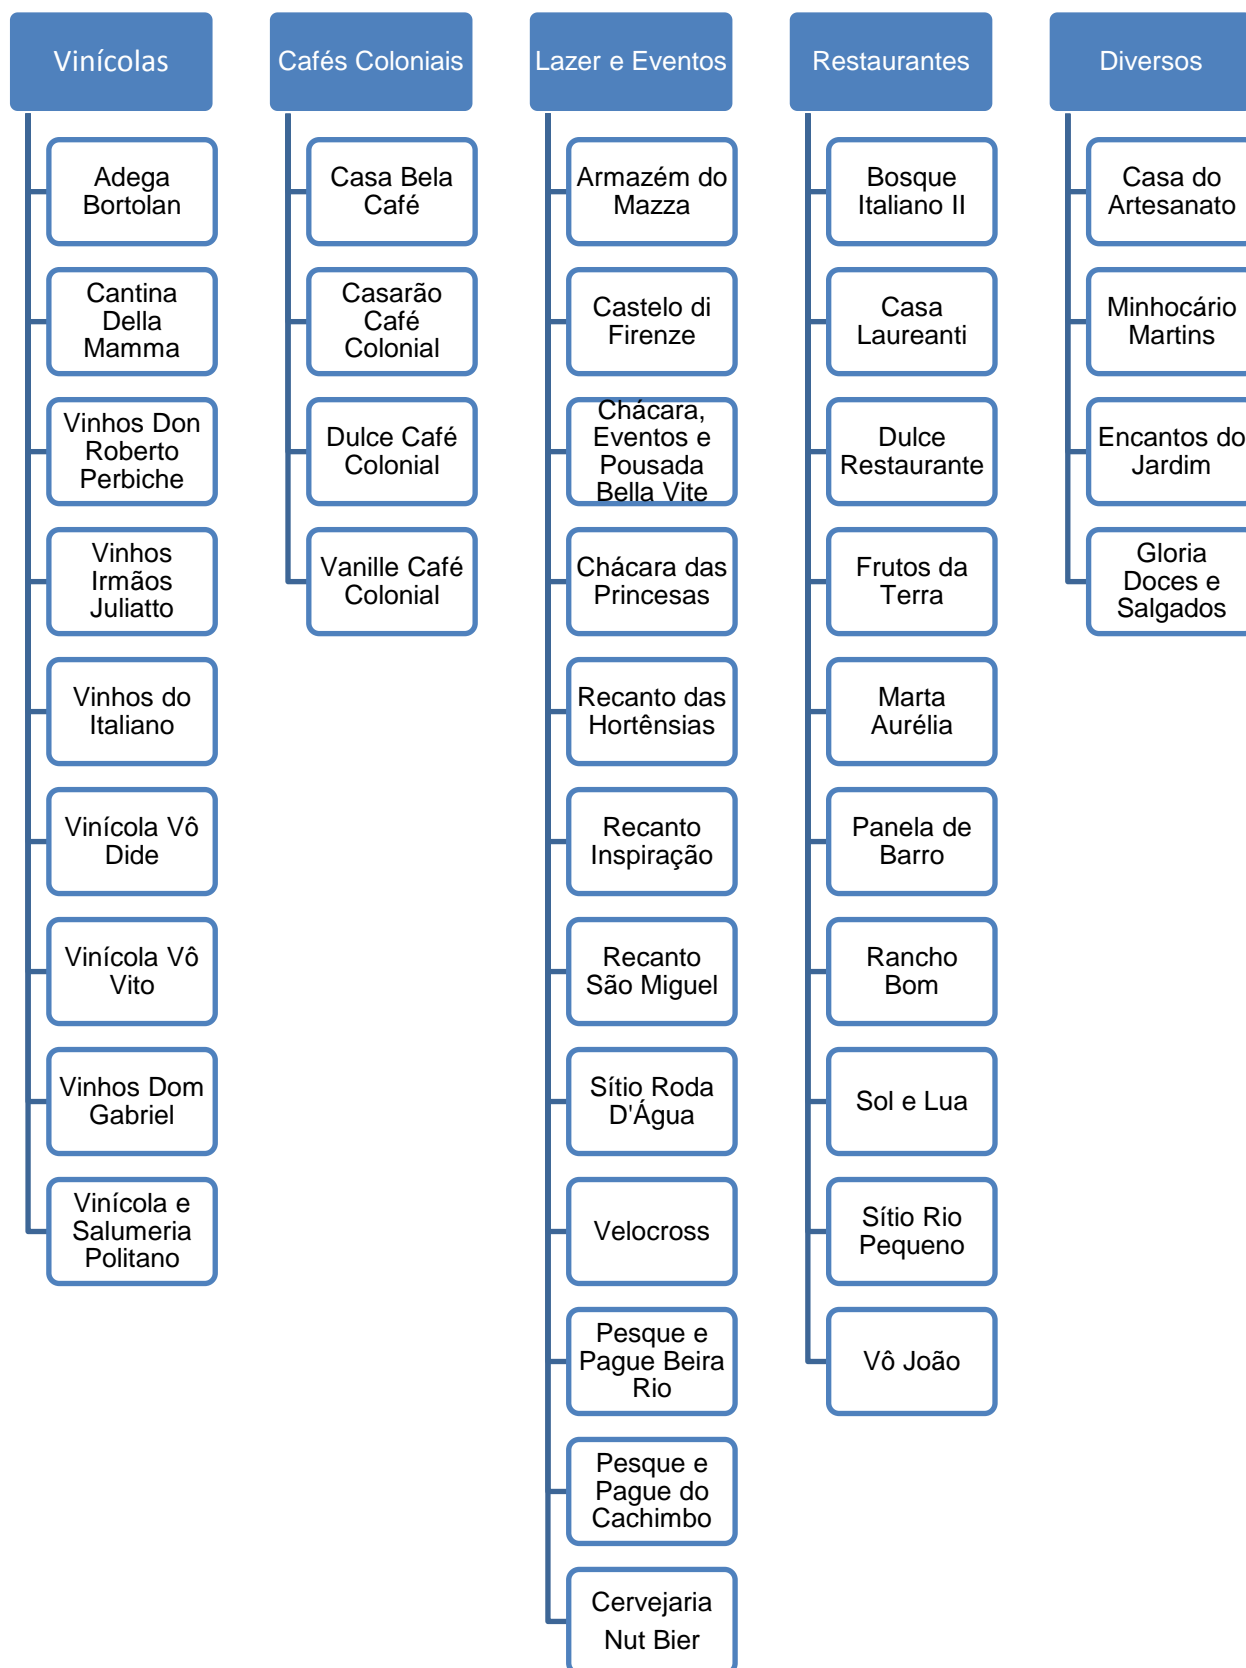 Vinícolas
Adega
Bortolan
Cantina
Della
Mamma
Vinhos Don
Roberto
Perbiche
Vinhos
Irmãos
Juliatto
Vinhos do
Italiano
Vinícola Vô
Dide
Vinícola Vô
Vito
Vinhos Dom
Gabriel
Vinícola e
Salumeria
Politano
Cafés Coloniais
Casa Bela
Café
Casarão
Café
Colonial
Dulce Café
Colonial
Vanille Café
Colonial
Lazer e Eventos
Armazém do
Mazza
Castelo di
Firenze
Chácara,
Eventos e
Pousada
Bella Vite
Chácara das
Princesas
Recanto das
Hortênsias
Recanto
Inspiração
Recanto
São Miguel
Sítio Roda
D'Água
Velocross
Pesque e
Pague Beira
Rio
Pesque e
Pague do
Cachimbo
Cervejaria
Nut Bier
Restaurantes
Bosque
Italiano II
Casa
Laureanti
Dulce
Restaurante
Frutos da
Terra
Marta
Aurélia
Panela de
Barro
Rancho
Bom
Sol e Lua
Sítio Rio
Pequeno
Vô João
Diversos
Casa do
Artesanato
Minhocário
Martins
Encantos do
Jardim
Gloria
Doces e
Salgados